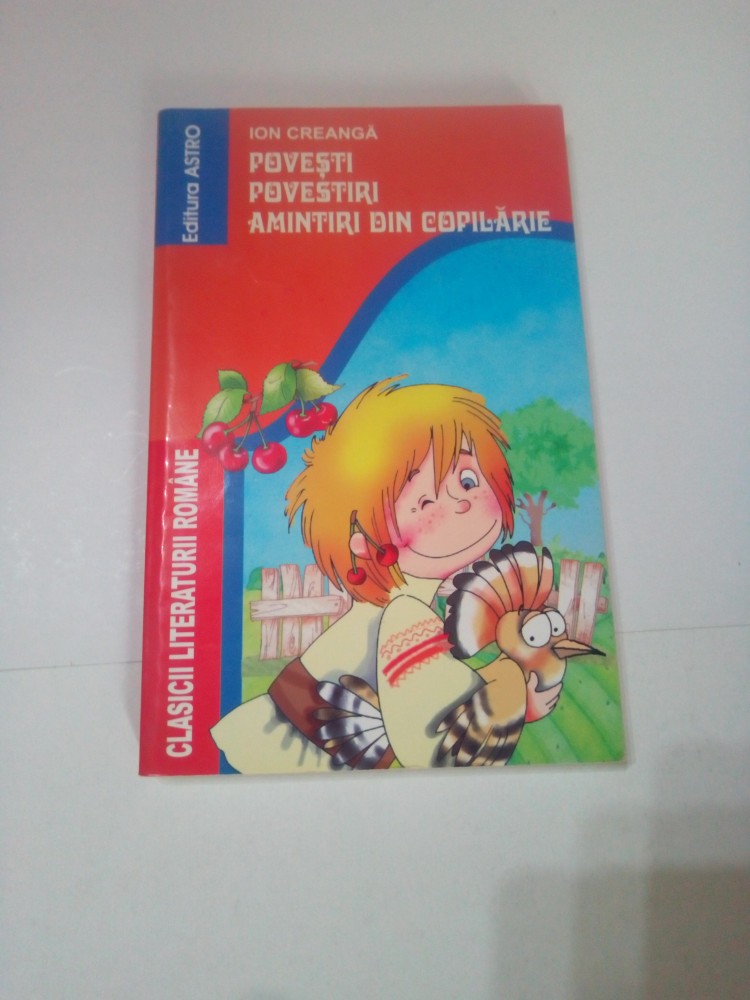 Editura ASTRO
ION CREANGĂ
POVEȘTI
POVESTIRI
AMINTIRI DIN COPILĂRIE
CLASICII LITERATURII ROMÂNE